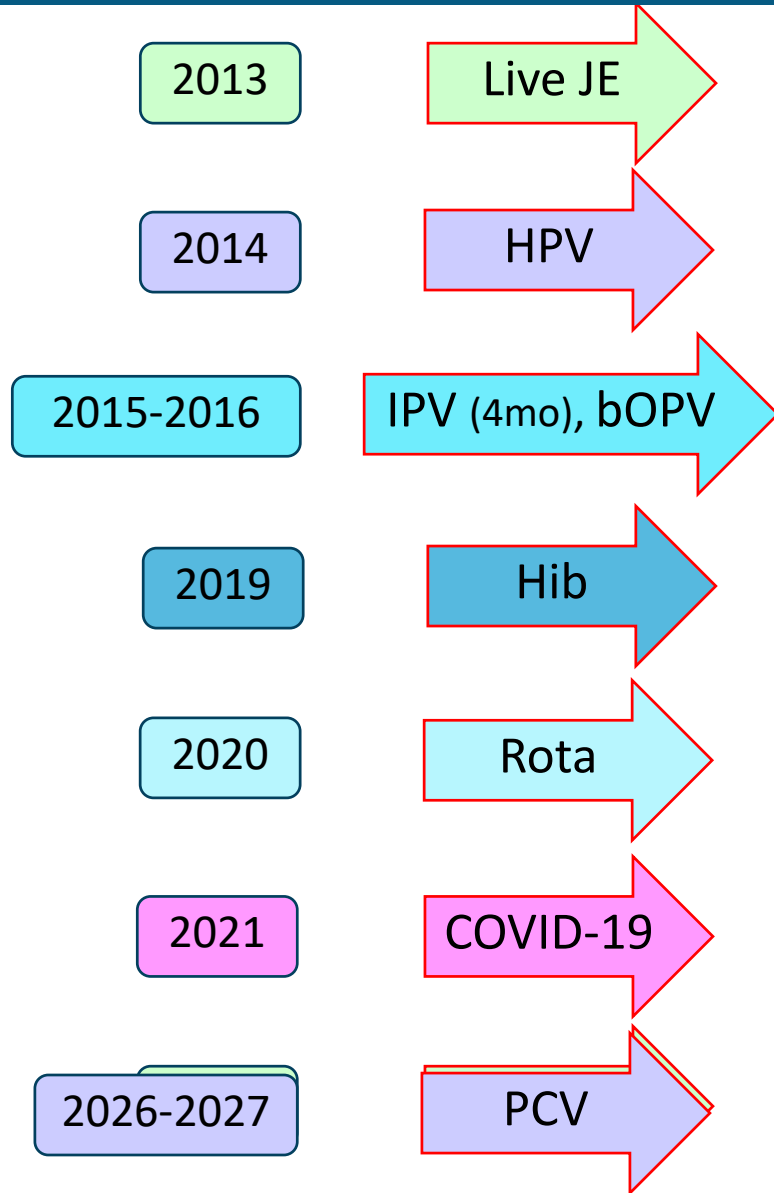 2013 Live JE
2014 HPV
2015-2016 IPV (4mo), bOPV
2019 Hib
2020 Rota
2021 COVID-19
2026-2027 PCV